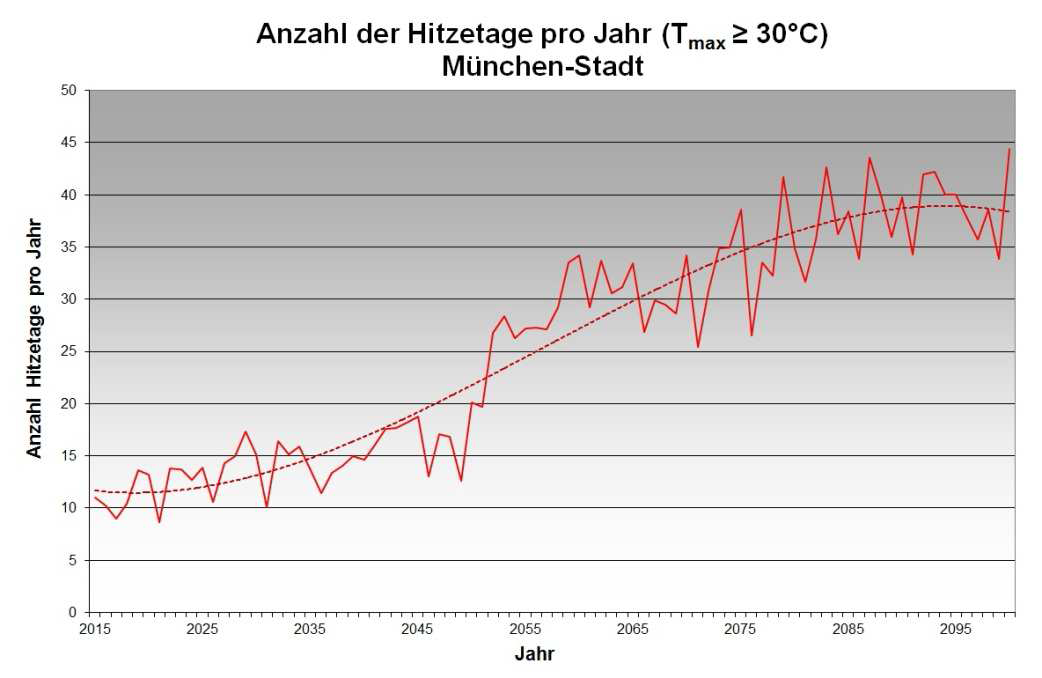 Anzahl der Hitzetage pro Jahr (Tmax ≥ 30°C)
München-Stadt
Anzahl Hitzetage pro Jahr
50
45
40
35
30
25
20
15
10
5
0
2015 2025 2035 2045 2055 2065 2075 2085 2095
Jahr